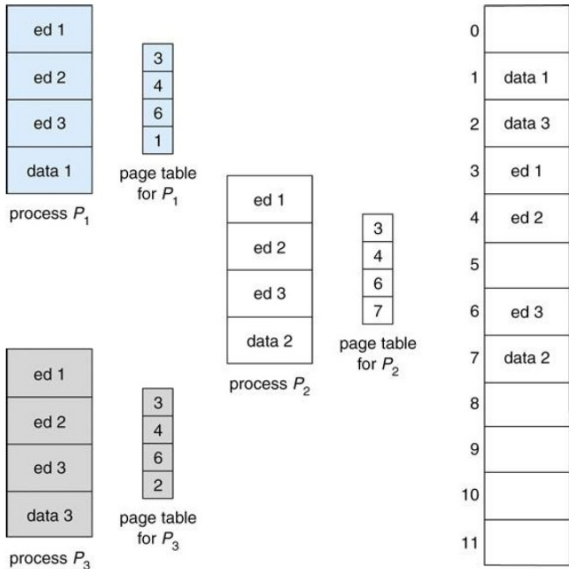 ed 1
ed 2
ed 3
data 1
process P1
3
4
6
1
page table
for P1
ed 1
ed 2
ed 3
data 2
process P2
3
4
6
7
page table
for P2
ed 1
ed 2
ed 3
data 3
process P3
3
4
6
2
page table
for P3
0
1 data 1
2 data 3
3 ed 1
4 ed 2
5
6 ed 3
7 data 2
8
9
10
11